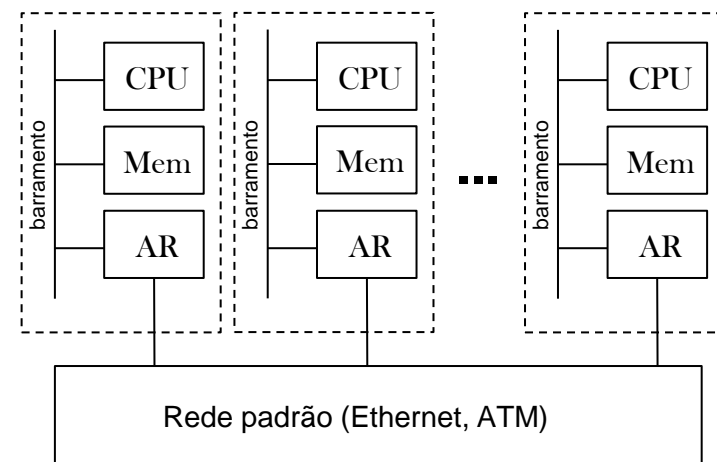 barramento
CPU
Mem
AR
barramento
CPU
Mem
AR
...
barramento
CPU
Mem
AR
Rede padrão (Ethernet, ATM)